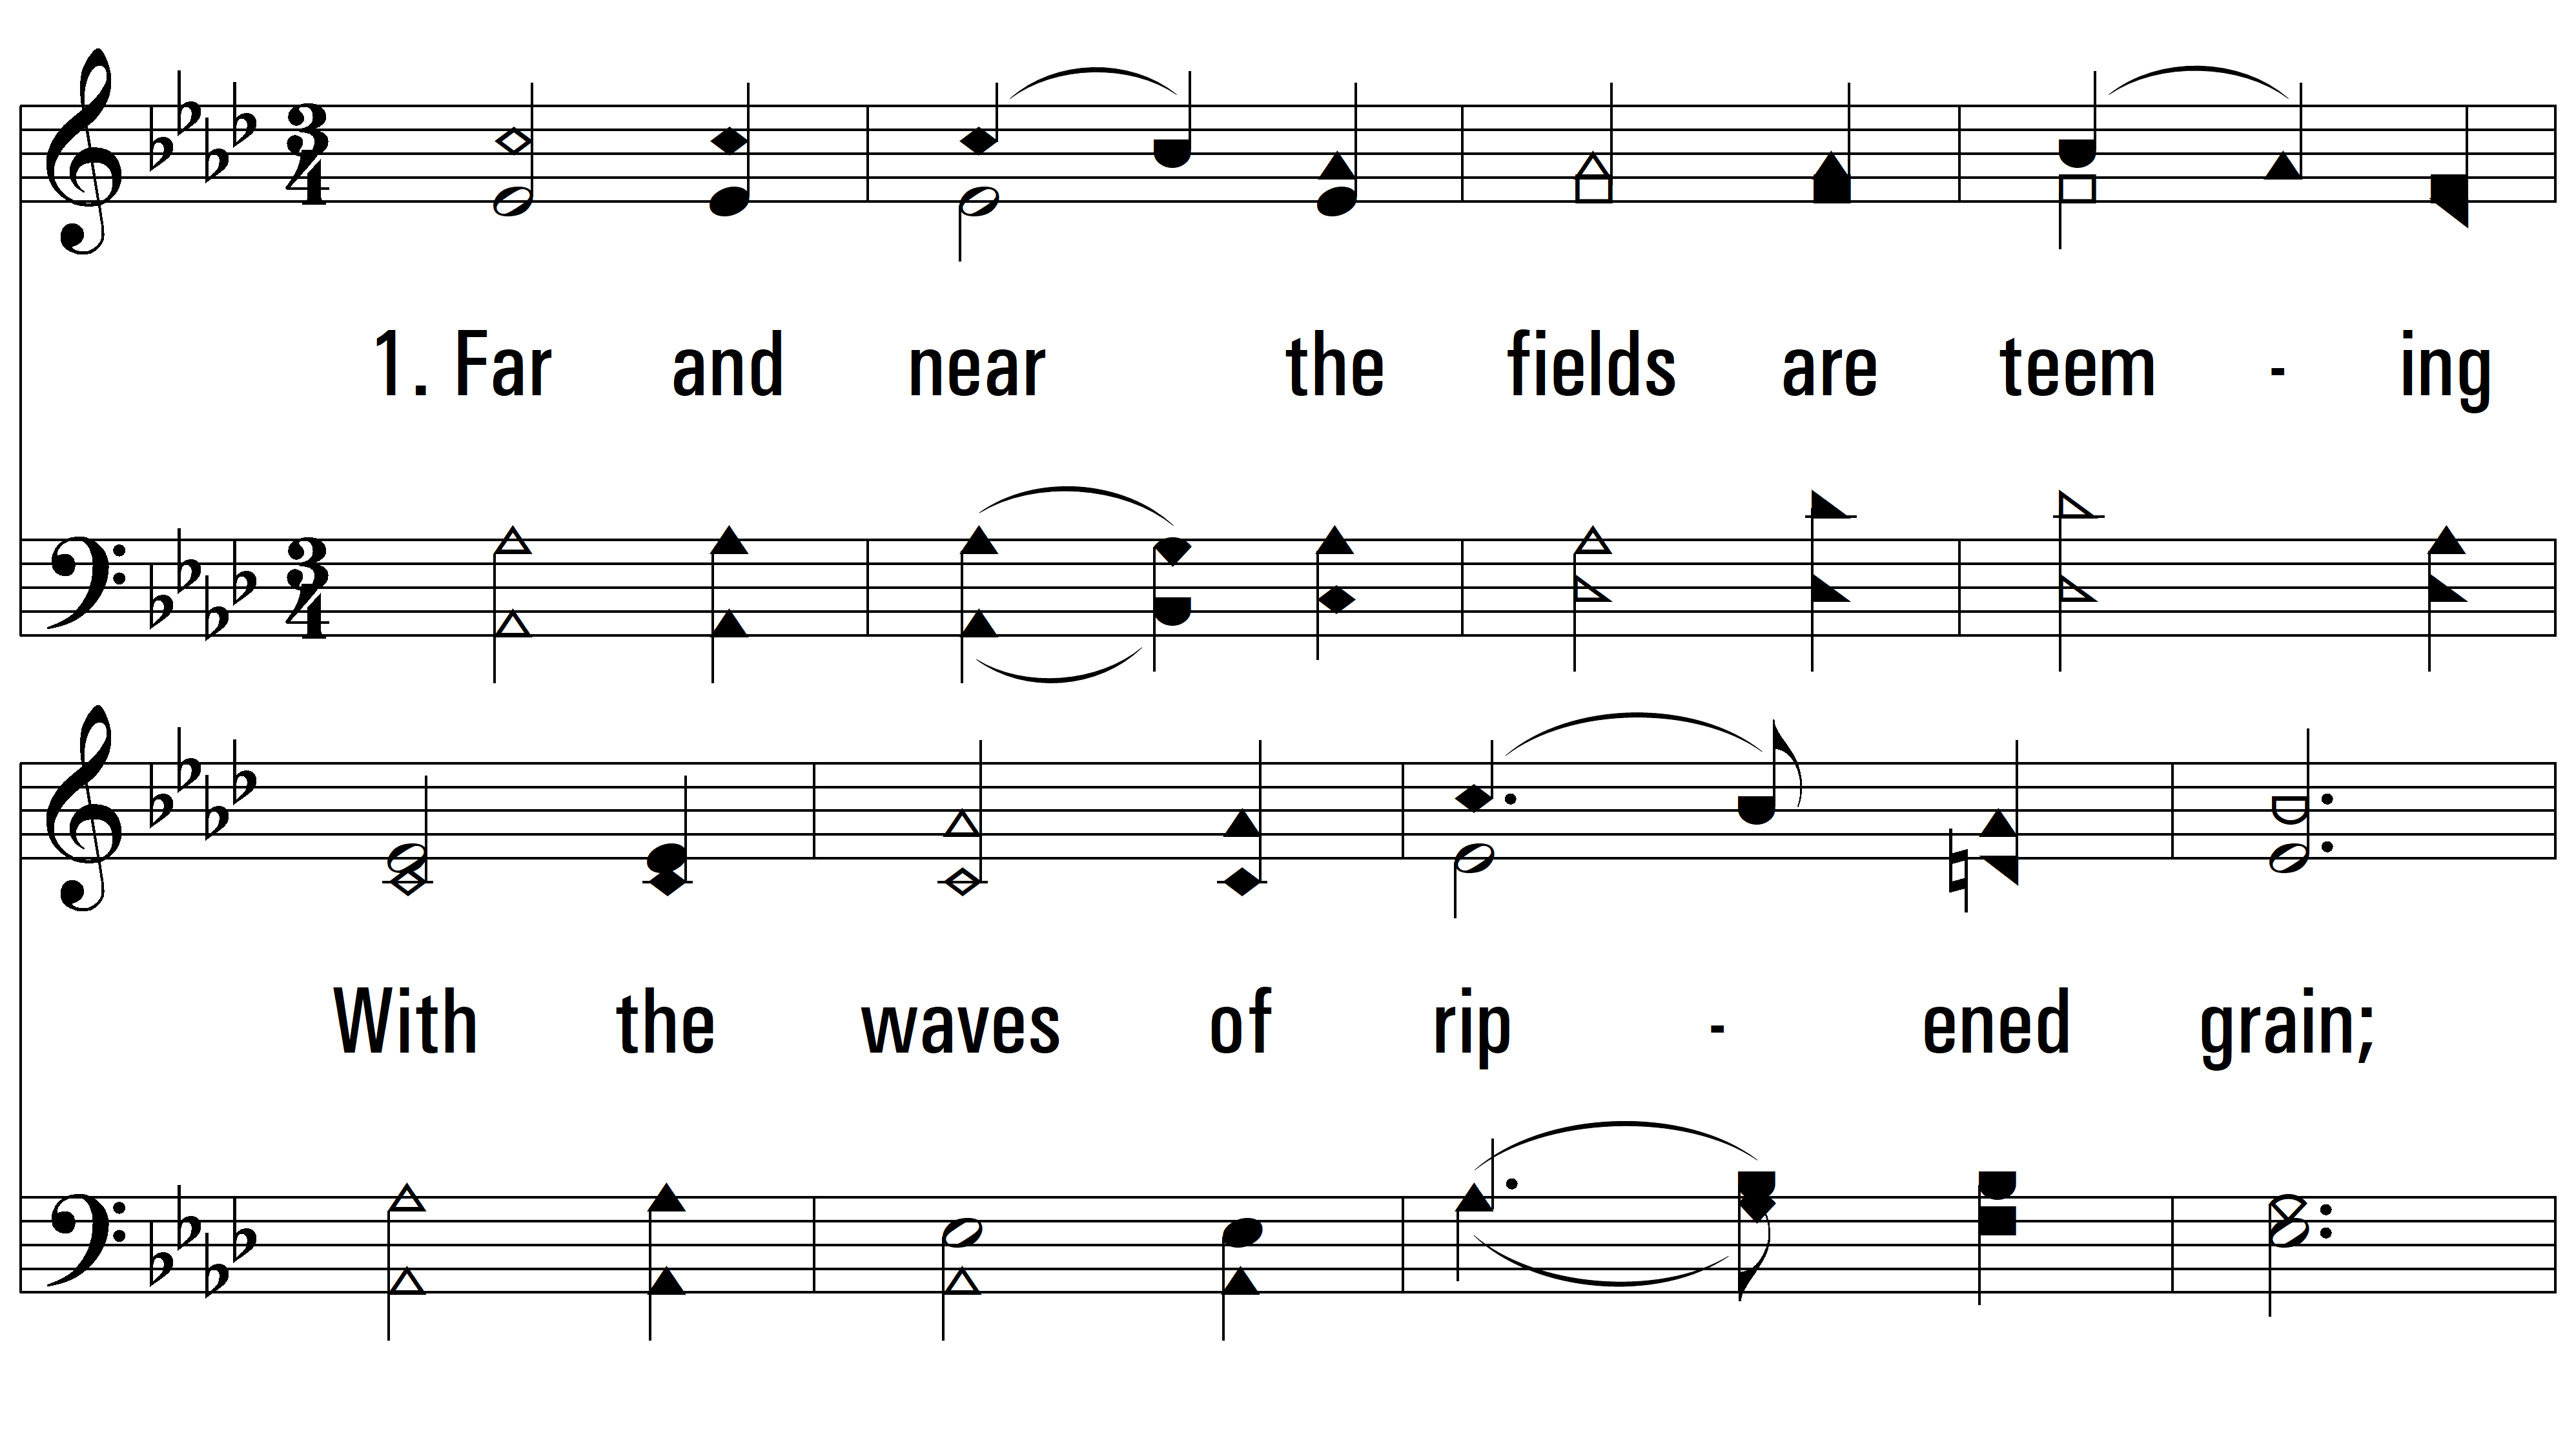 1. Far and near the fields are teem - ing
With the waves of rip - ened grain;